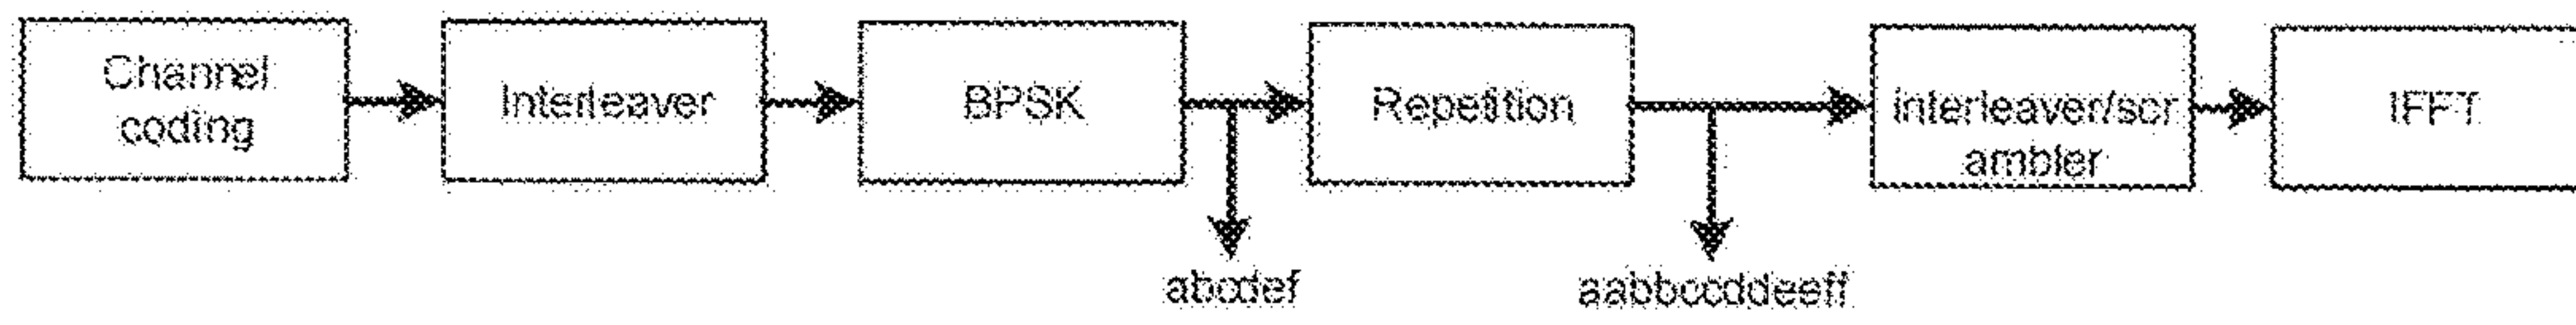 Channel
coding
Interleaver
BPSK
Repetition
interleaver/scr
ambler
IFFT
abcdef
aabbccddeeff